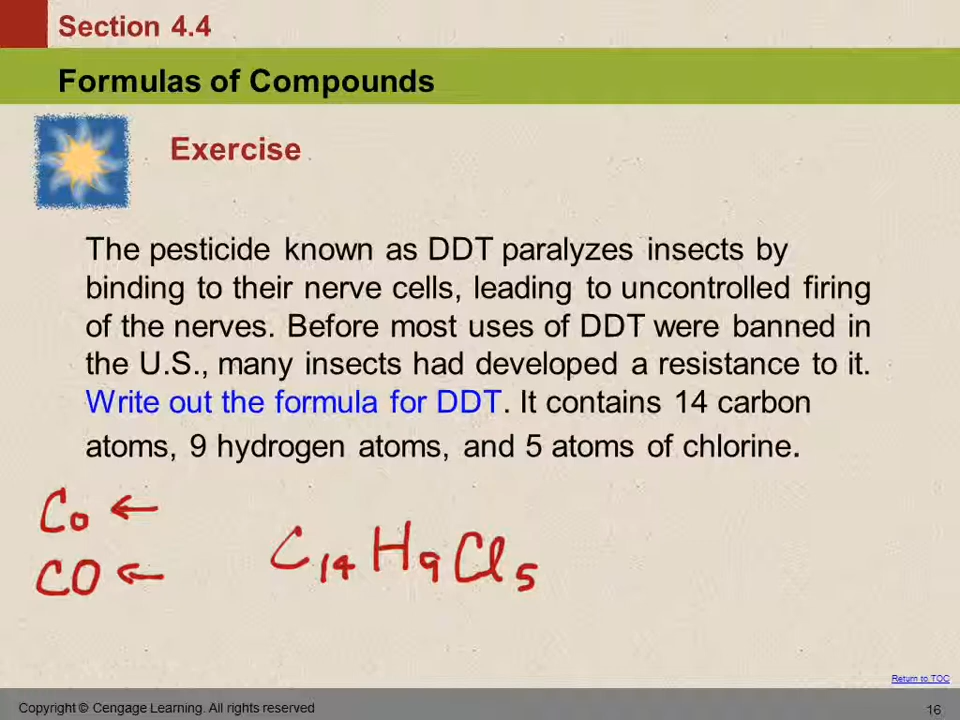 Section 4.4
Formulas of Compounds
Exercise
The pesticide known as DDT paralyzes insects by
binding to their nerve cells, leading to uncontrolled firing
of the nerves. Before most uses of DDT were banned in
the U.S., many insects had developed a resistance to it.
Write out the formula for DDT. It contains 14 carbon
atoms, 9 hydrogen atoms, and 5 atoms of chlorine.
Co ←
CO ←
C₁₄H₉Cl₅
Return to TOC
Copyright © Cengage Learning. All rights reserved
16